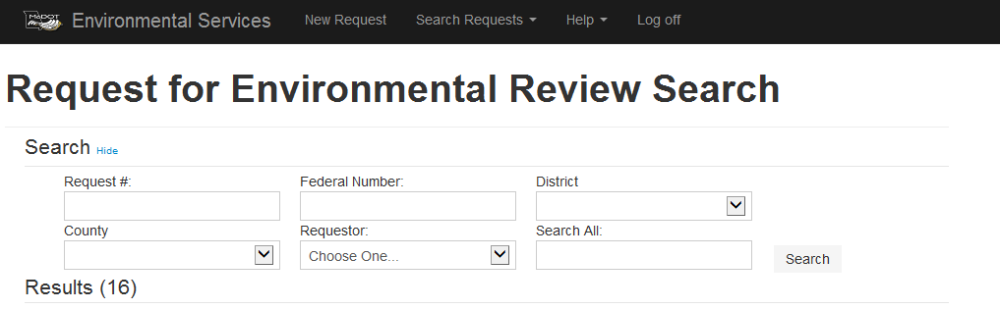 MoDOT Environmental Services New Request Search Requests Help Log off
Request for Environmental Review Search
Search Hide
Request #: Federal Number: District
County Requestor: Search All:
Choose One... Search
Results (16)